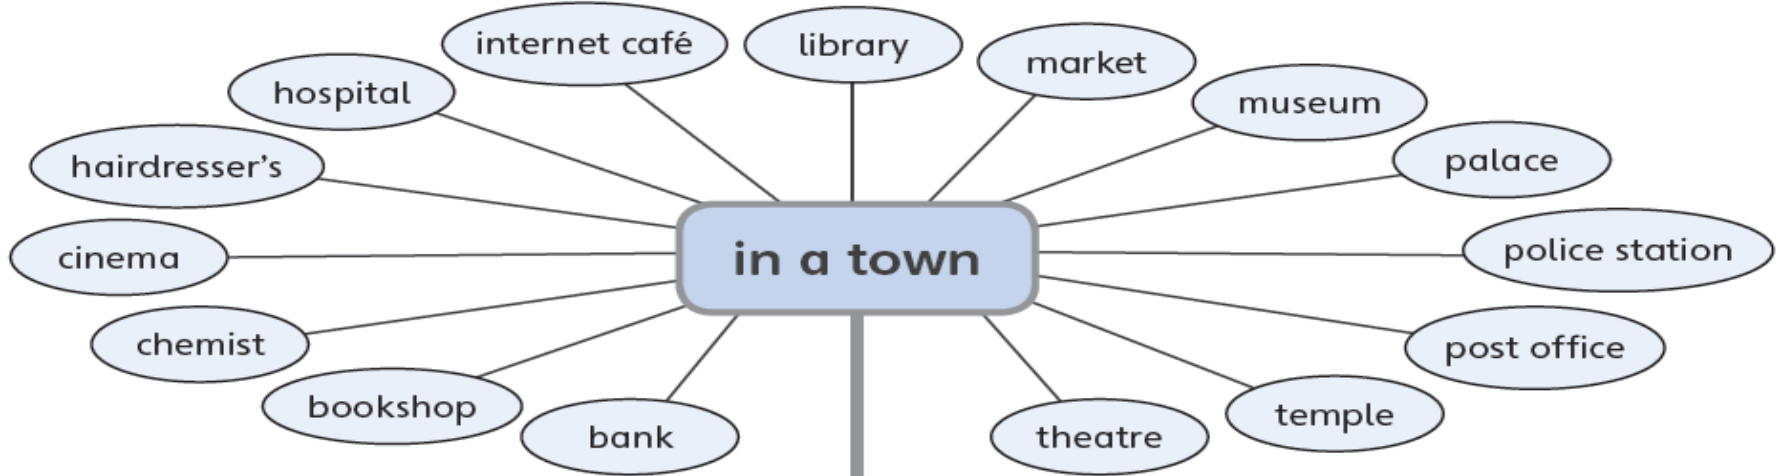 internet café
library
market
hospital
museum
hairdresser’s
palace
in a town
cinema
police station
chemist
post office
bookshop
bank
theatre
temple